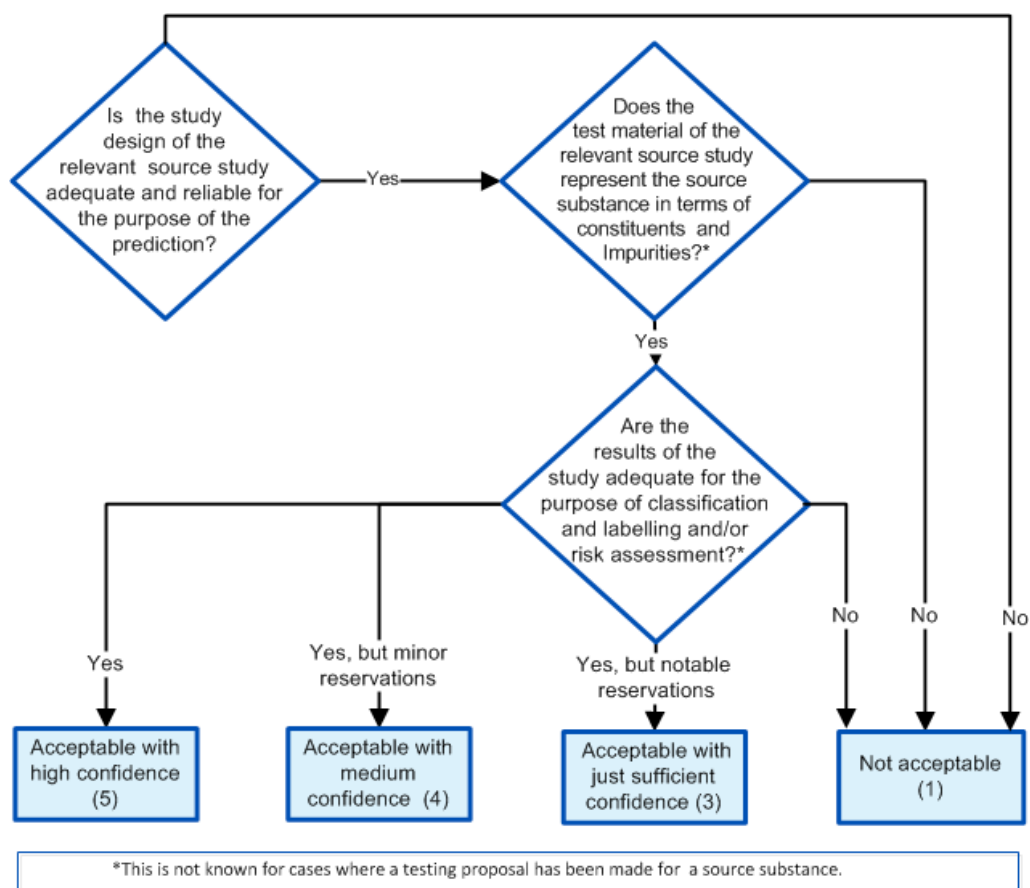 Is the study
design of the
relevant source study
adequate and reliable for
the purpose of the
prediction?
Yes
Does the
test material of the
relevant source study
represent the source
substance in terms of
constituents and
Impurities?*
Yes
Are the
results of the
study adequate for the
purpose of classification
and labelling and/or
risk assessment?*
Yes
Yes, but minor
reservations
Yes, but notable
reservations
No
No
No
Acceptable with
high confidence
(5)
Acceptable with
medium
confidence (4)
Acceptable with
just sufficient
confidence (3)
Not acceptable
(1)
*This is not known for cases where a testing proposal has been made for a source substance.